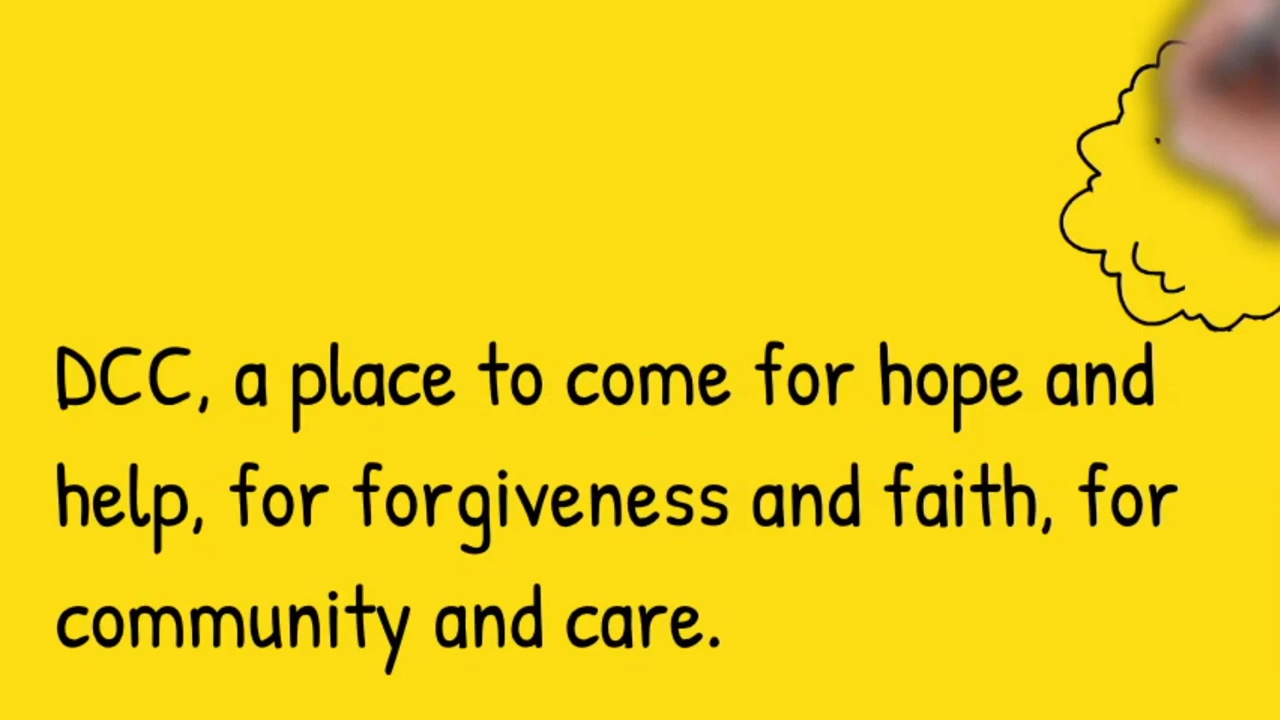 DCC, a place to come for hope and
help, for forgiveness and faith, for
community and care.